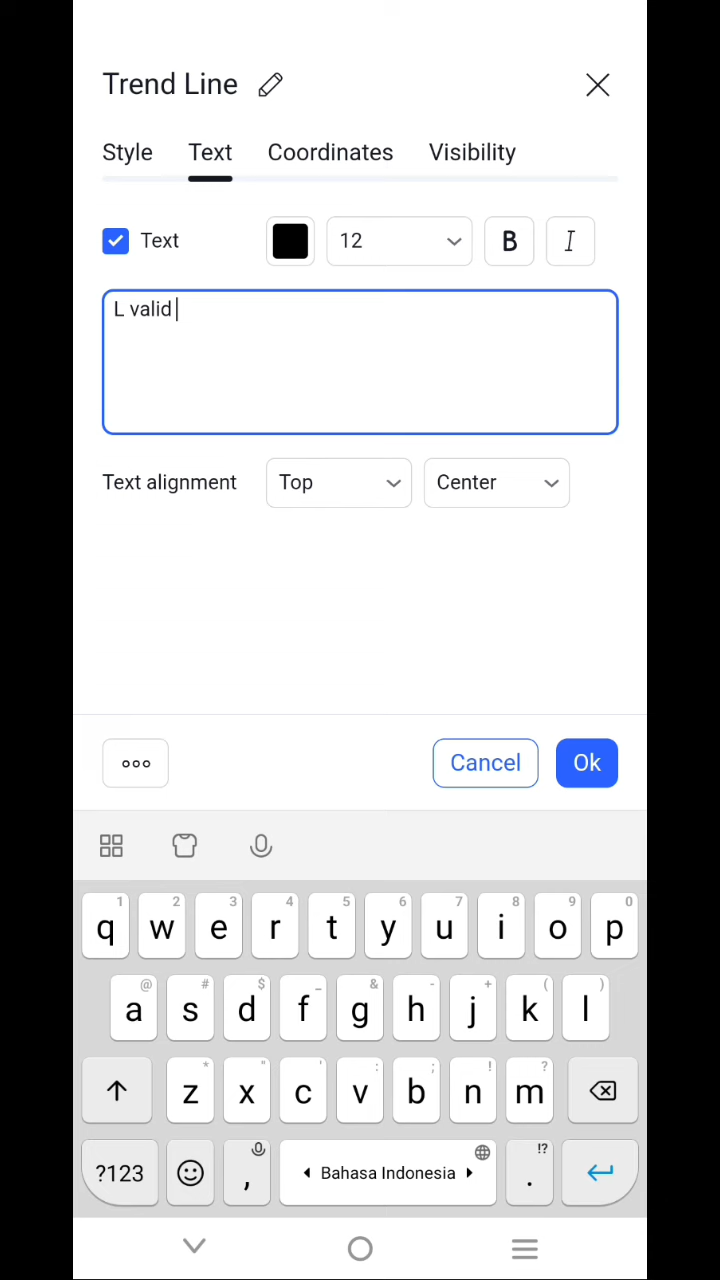 Trend Line
Style Text Coordinates Visibility
Text 12 B I
L valid
Text alignment Top Center
Cancel Ok
1 2 3 4 5 6 7 8 9 0
q w e r t y u i o p
@ # $ _ & - + ( )
a s d f g h j k l
* " ' : ; ! ?
z x c v b n m
!?
?123 , Bahasa Indonesia .